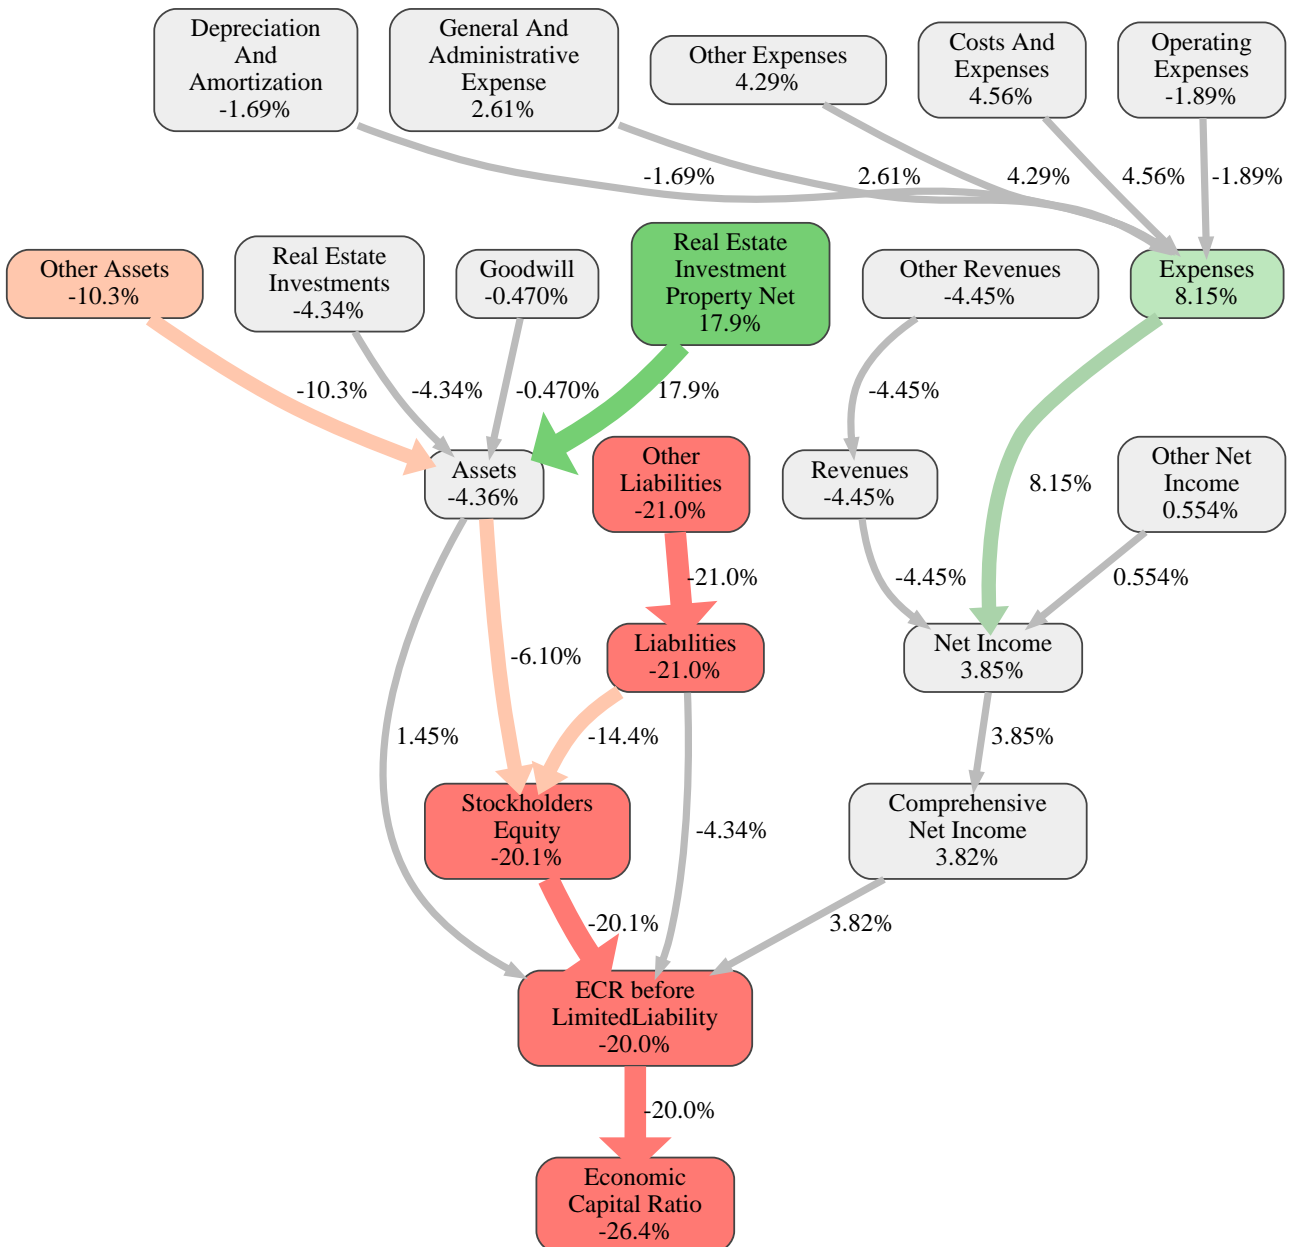 Depreciation
And
Amortization
-1.69%
General And
Administrative
Expense
2.61%
Other Expenses
4.29%
Costs And
Expenses
4.56%
Operating
Expenses
-1.89%
-1.69%
2.61%
4.29%
4.56%
-1.89%
Other Assets
-10.3%
Real Estate
Investments
-4.34%
Goodwill
-0.470%
Real Estate
Investment
Property Net
17.9%
Other Revenues
-4.45%
Expenses
8.15%
-10.3%
-4.34%
-0.470%
17.9%
-4.45%
8.15%
Assets
-4.36%
Other
Liabilities
-21.0%
Revenues
-4.45%
Other Net
Income
0.554%
-21.0%
-4.45%
0.554%
-6.10%
Liabilities
-21.0%
Net Income
3.85%
1.45%
-14.4%
-4.34%
3.85%
Stockholders
Equity
-20.1%
Comprehensive
Net Income
3.82%
-20.1%
3.82%
ECR before
LimitedLiability
-20.0%
-20.0%
Economic
Capital Ratio
-26.4%